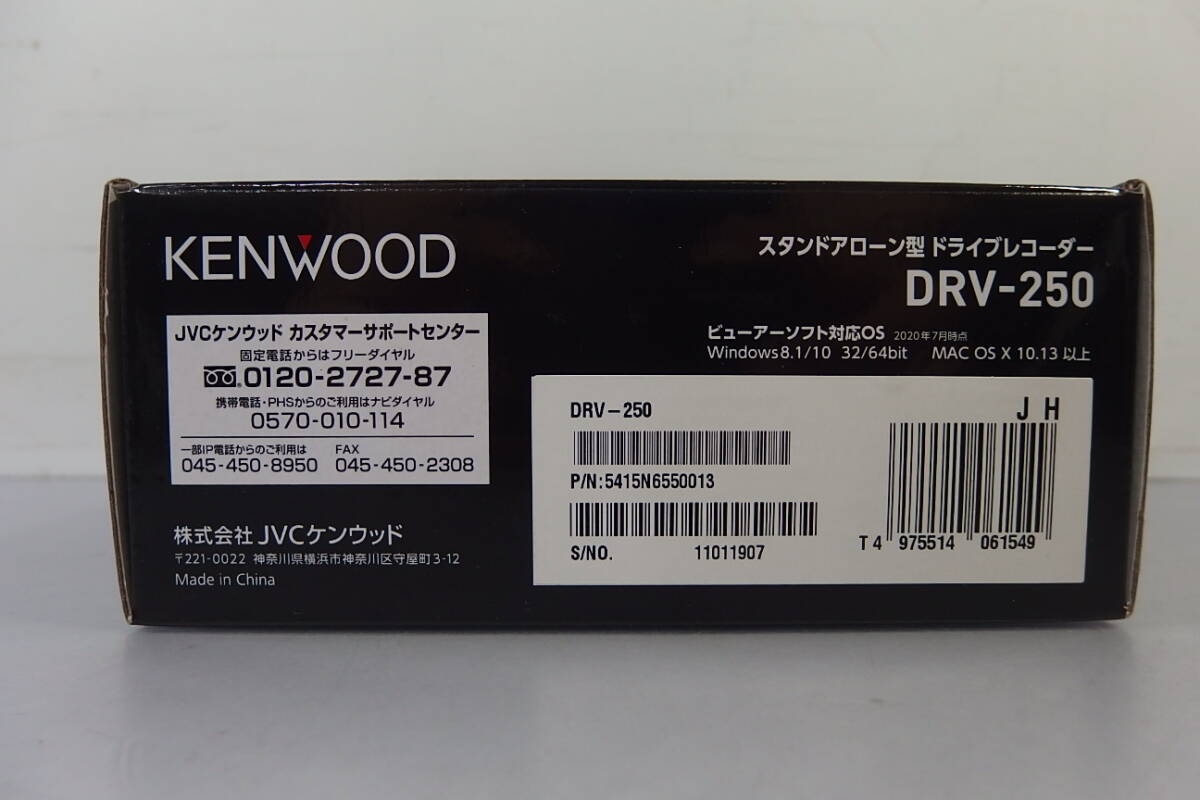 KENWOOD
JVCケンウッド カスタマーサポートセンター
固定電話からはフリーダイヤル
0120-2727-87
携帯電話・PHSからのご利用はナビダイヤル
0570-010-114
一部IP電話からのご利用は
045-450-8950
FAX
045-450-2308
株式会社 JVCケンウッド
〒221-0022 神奈川県横浜市神奈川区守屋町3-12
Made in China
スタンドアローン型 ドライブレコーダー
DRV-250
ビューアーソフト対応OS 2020年7月時点
Windows8.1/10 32/64bit MAC OS X 10.13 以上
DRV-250
P/N:5415N6550013
S/NO. 11011907
J H
T4 975514 061549